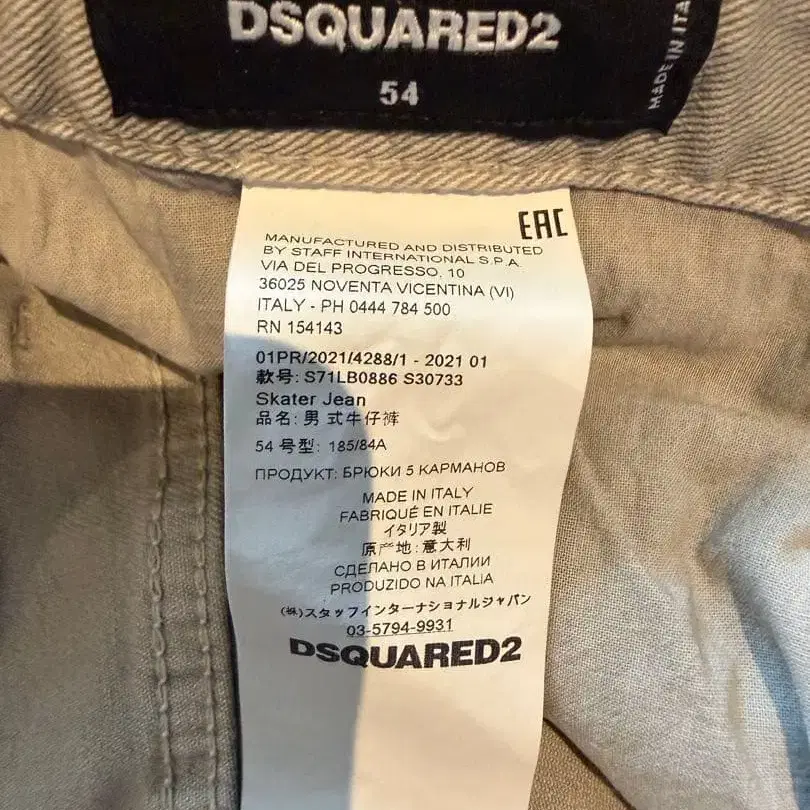 DSQUARED2
54
MADE IN ITA
EAC
MANUFACTURED AND DISTRIBUTED
BY STAFF INTERNATIONAL S.P.A.
VIA DEL PROGRESSO, 10
36025 NOVENTA VICENTINA (VI)
ITALY - PH 0444 784 500
RN 154143
01PR/2021/4288/1 - 2021 01
款号: S71LB0886 S30733
Skater Jean
品名: 男式牛仔裤
54 号型: 185/84A
ПРОДУКТ: БРЮКИ 5 КАРМАНОВ
MADE IN ITALY
FABRIQUÉ EN ITALIE
イタリア製
原产地: 意大利
СДЕЛАНО В ИТАЛИИ
PRODUZIDO NA ITALIA
(株)スタッフインターナショナルジャパン
03-5794-9931
DSQUARED2